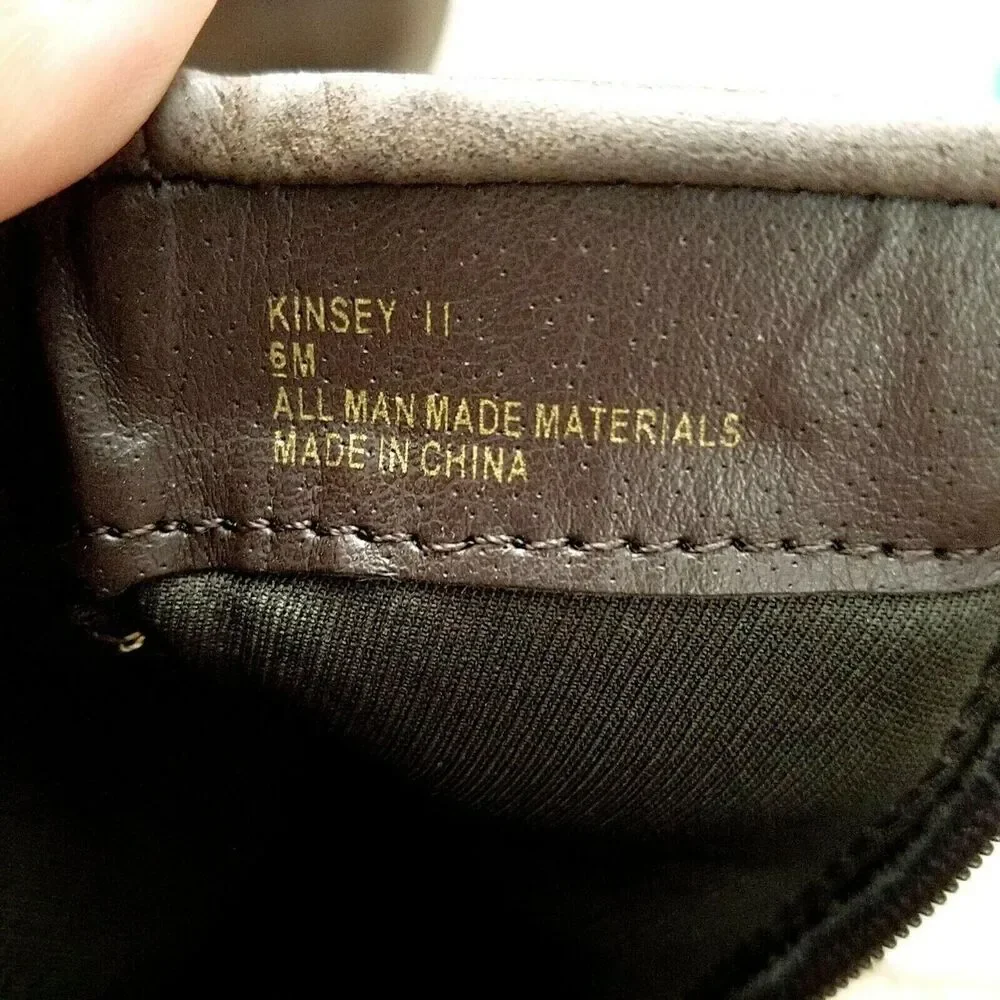 KINSEY II
6M
ALL MAN MADE MATERIALS
MADE IN CHINA